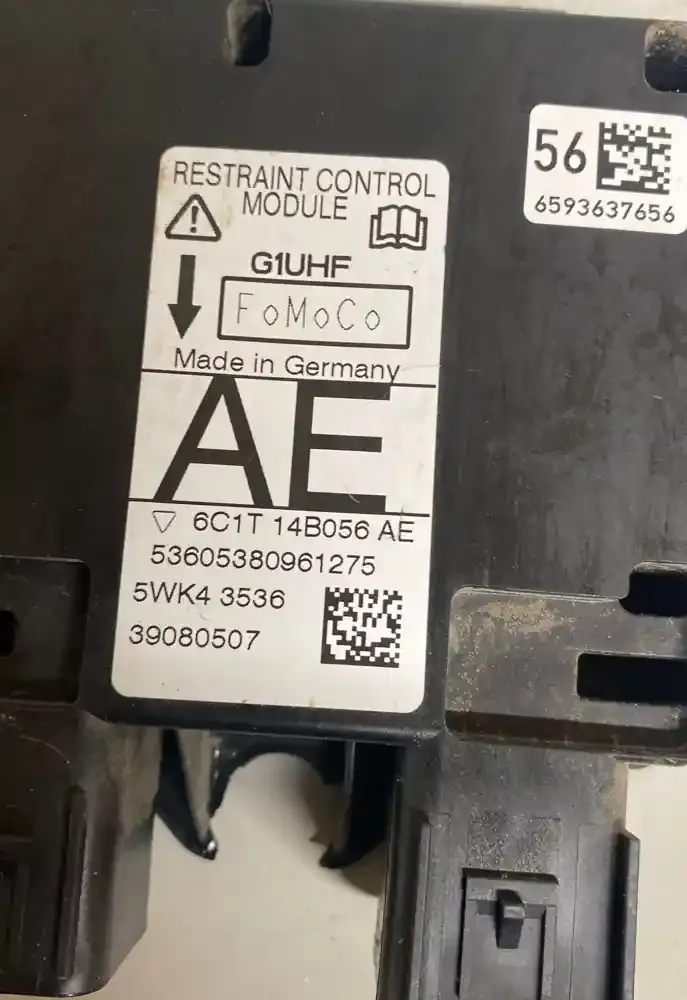 RESTRAINT CONTROL
MODULE
G1UHF
FoMoCo
Made in Germany
AE
6C1T 14B056 AE
53605380961275
5WK4 3536
39080507
56
6593637656